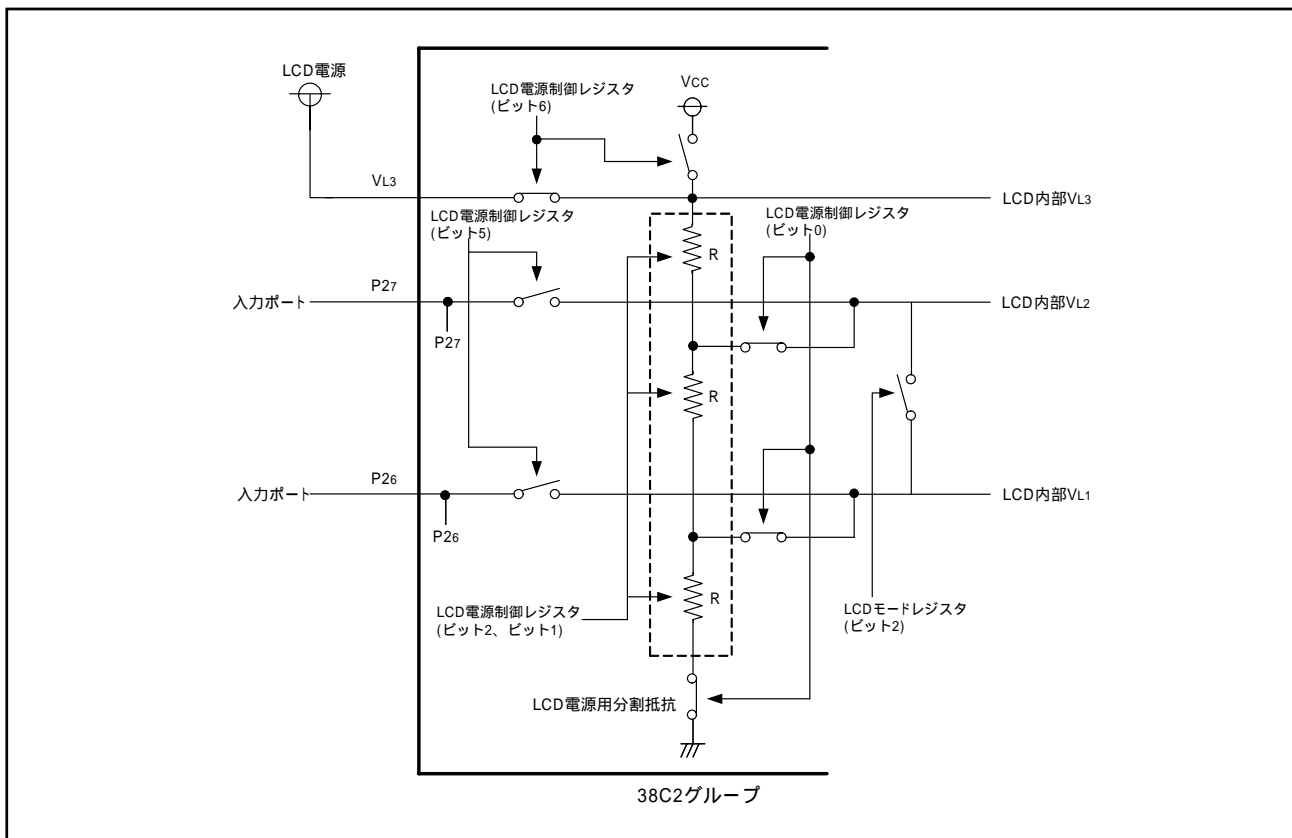 LCD電源
LCD電源制御レジスタ
(ビット6)
VCC
VL3
LCD内部VL3
LCD電源制御レジスタ
(ビット5)
LCD電源制御レジスタ
(ビット0)
R
入力ポート
P27
LCD内部VL2
P27
R
入力ポート
P26
LCD内部VL1
P26
R
LCD電源制御レジスタ
(ビット2、ビット1)
LCDモードレジスタ
(ビット2)
LCD電源用分割抵抗
38C2グループ